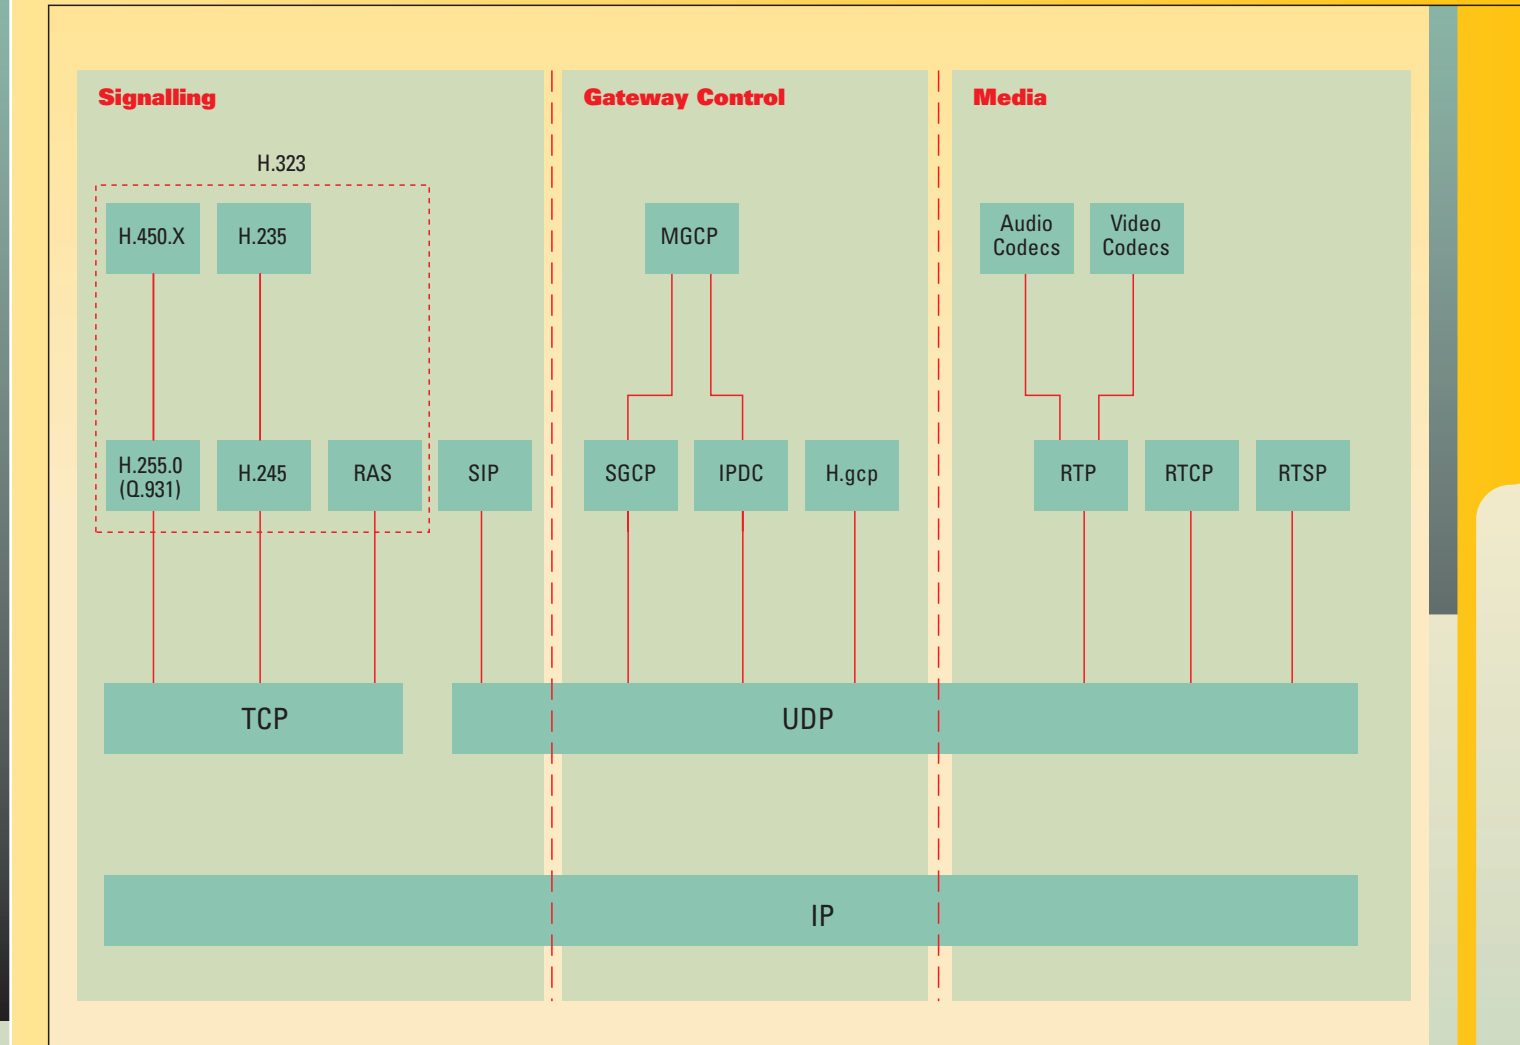 Signalling
Gateway Control
Media
H.323
H.450.X
H.235
MGCP
Audio
Codecs
Video
Codecs
H.255.0
(Q.931)
H.245
RAS
SIP
SGCP
IPDC
H.gcp
RTP
RTCP
RTSP
TCP
UDP
IP